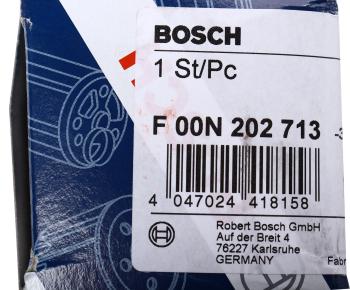 BOSCH
1 St/Pc
F 00N 202 713
4 047024 418158
Robert Bosch GmbH
Auf der Breit 4
76227 Karlsruhe
GERMANY